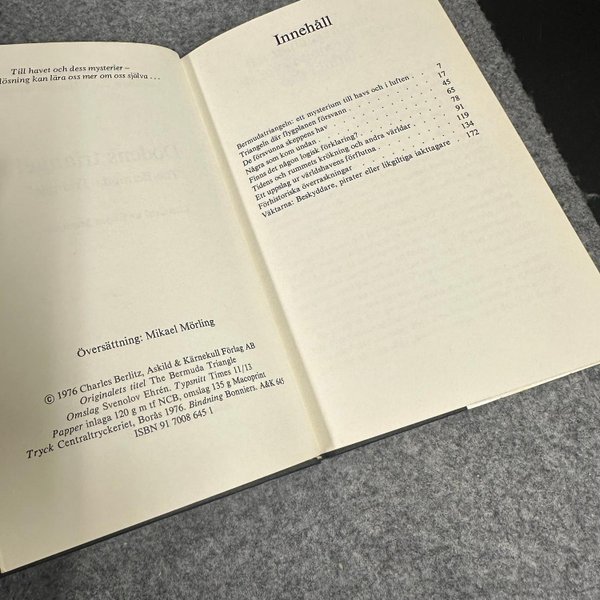 Till havet och dess mysterier –
lösning kan lära oss mer om oss själva . . .
Översättning: Mikael Mörling
© 1976 Charles Berlitz, Askild & Kärnekull Förlag AB
Originalets titel The Bermuda Triangle
Omslag Svenolov Ehrén. Typsnitt Times 11/13
Papper inlaga 120 g m tf NCB, omslag 135 g Macoprint
Tryck Centraltryckeriet, Borås 1976. Bindning Bonniers. A&K 645
ISBN 91 7008 645 1
Innehåll
Bermudatriangeln: ett mysterium till havs och i luften . 7
Triangeln där flygplanen försvann . . . . . 17
De försvunna skeppens hav . . . . . . 45
Några som kom undan . . . . . . . 65
Finns det någon logisk förklaring? . . . . . 78
Tidens och rummets krökning och andra världar . . 91
Ett uppslag ur världshavens förflutna . . . . 119
Förhistoriska överraskningar . . . . . . 134
Väktarna: Beskyddare, pirater eller likgiltiga iakttagare . 172